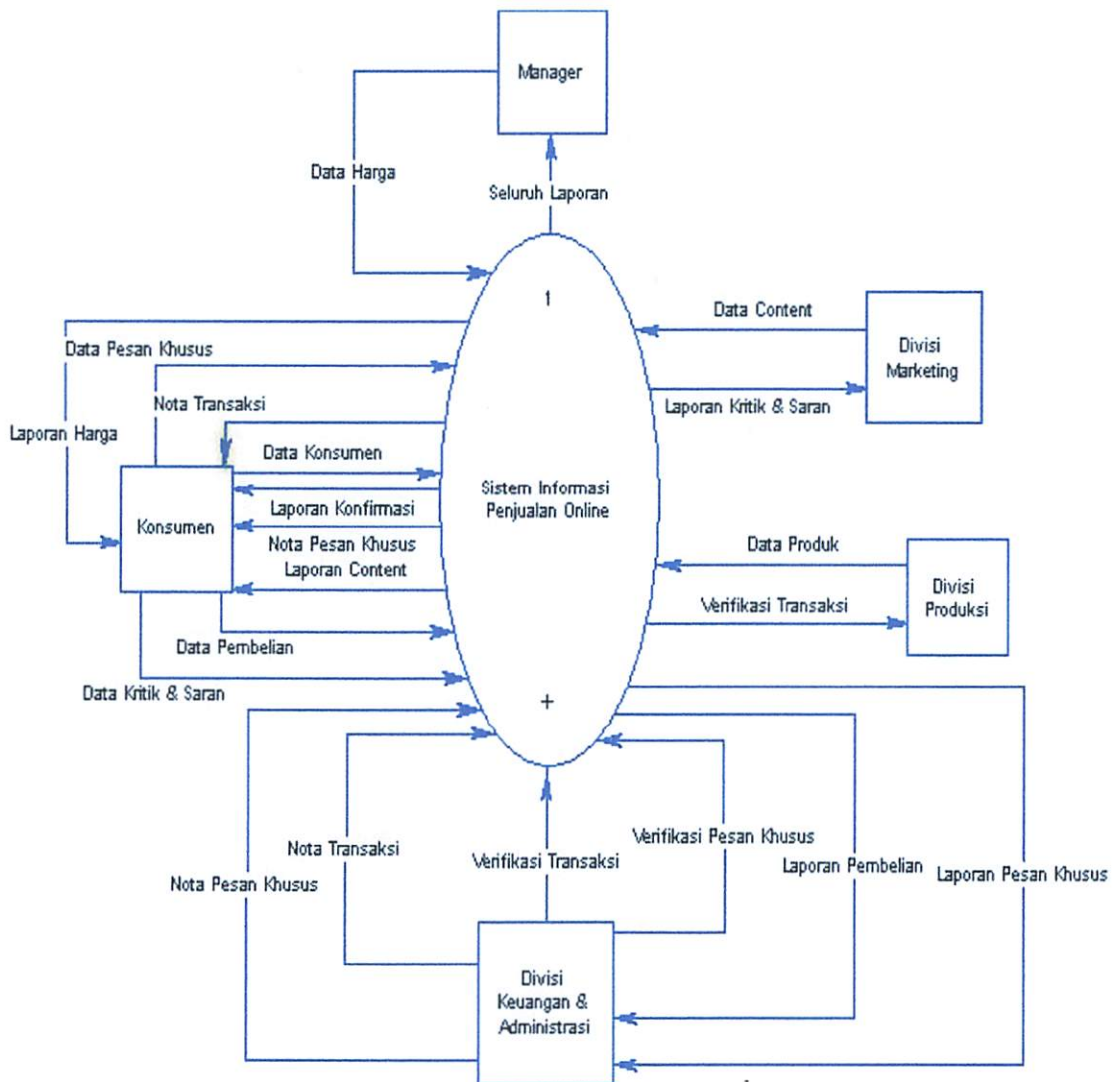 Manager
Data Harga
Seluruh Laporan
1
Data Content
Divisi
Marketing
Data Pesan Khusus
Nota Transaksi
Laporan Kritik & Saran
Laporan Harga
Data Konsumen
Sistem Informasi
Penjualan Online
Laporan Konfirmasi
Konsumen
Nota Pesan Khusus
Laporan Content
Data Produk
Divisi
Produksi
Verifikasi Transaksi
Data Pembelian
Data Kritik & Saran
+
Nota Transaksi
Verifikasi Pesan Khusus
Verifikasi Transaksi
Laporan Pembelian
Laporan Pesan Khusus
Nota Pesan Khusus
Divisi
Keuangan &
Administrasi